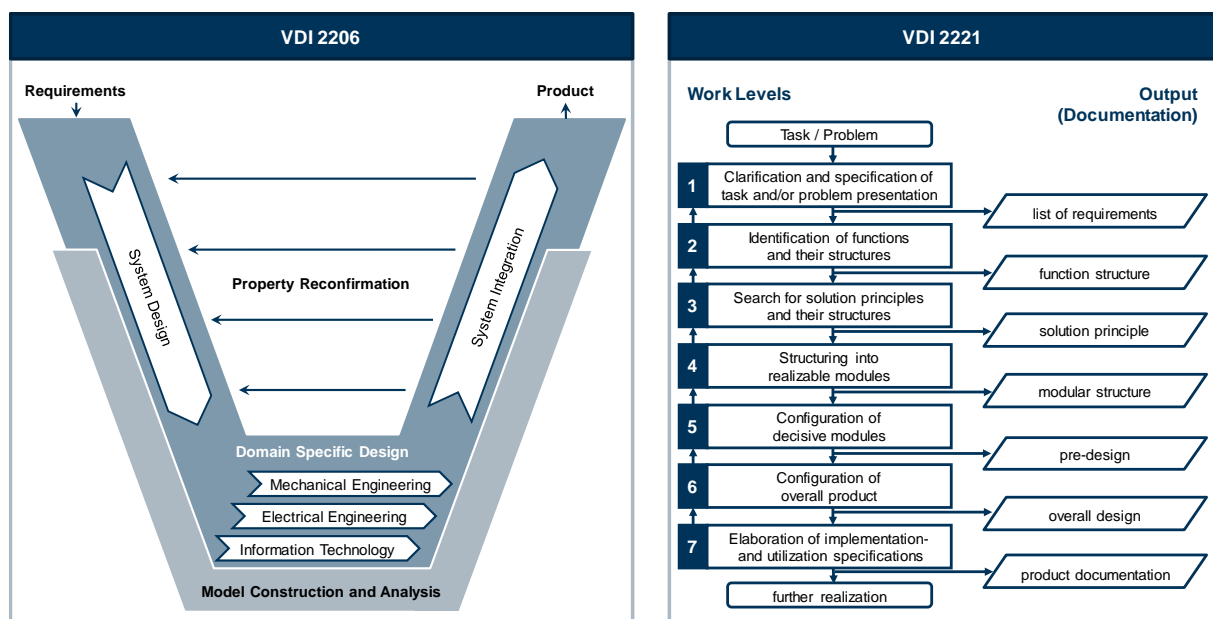 VDI 2206
Requirements
Product
System Design
System Integration
Property Reconfirmation
Domain Specific Design
Mechanical Engineering
Electrical Engineering
Information Technology
Model Construction and Analysis
VDI 2221
Work Levels
Output
(Documentation)
Task / Problem
1
Clarification and specification of
task and/or problem presentation
list of requirements
2
Identification of functions
and their structures
function structure
3
Search for solution principles
and their structures
solution principle
4
Structuring into
realizable modules
modular structure
5
Configuration of
decisive modules
pre-design
6
Configuration of
overall product
overall design
7
Elaboration of implementation-
and utilization specifications
product documentation
further realization